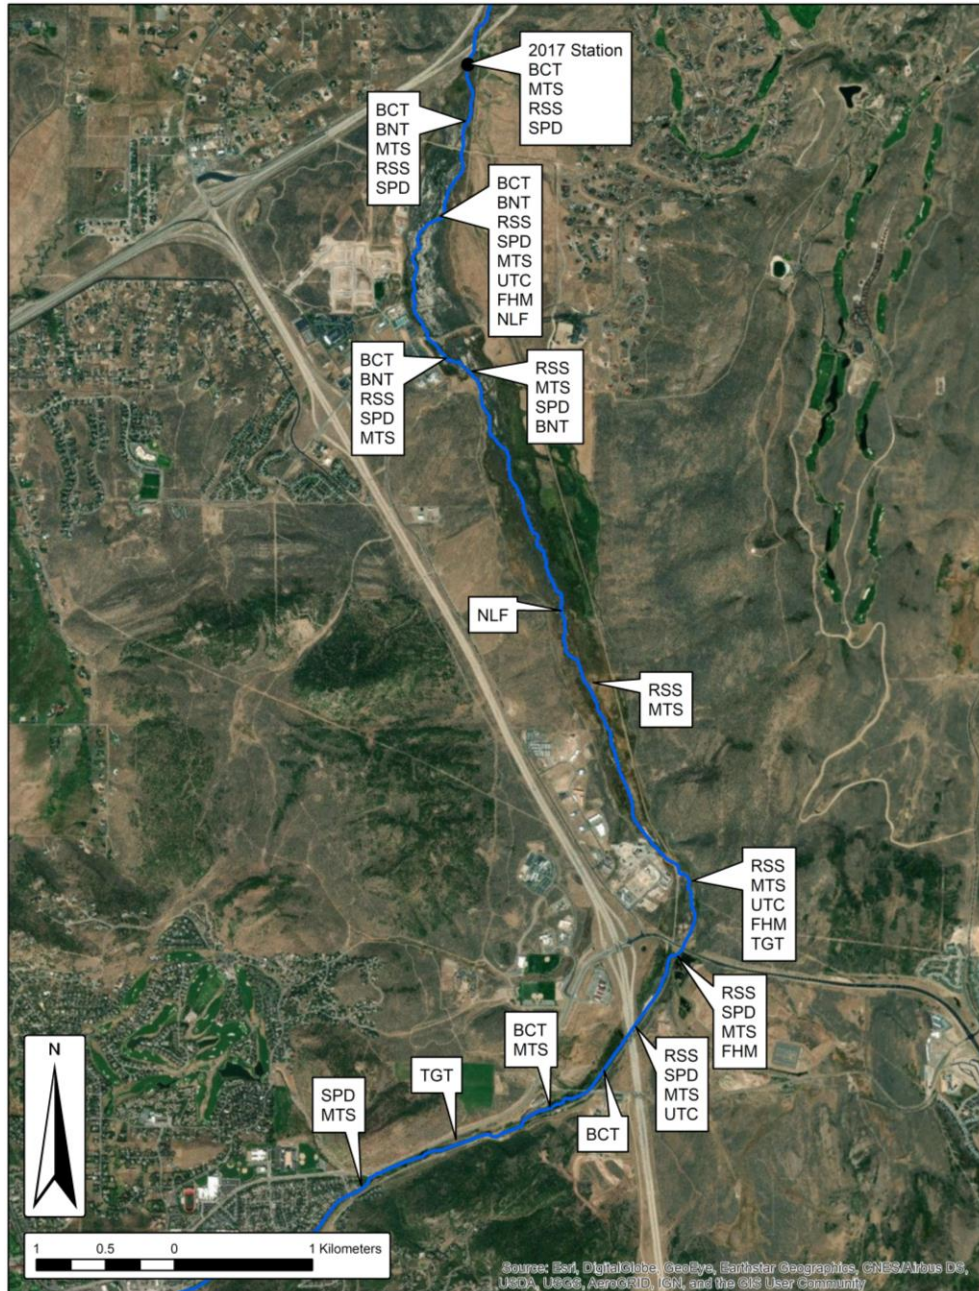 2017 Station
BCT
MTS
RSS
SPD
BCT
BNT
MTS
RSS
SPD
BCT
BNT
RSS
SPD
MTS
UTC
FHM
NLF
BCT
BNT
RSS
SPD
MTS
RSS
MTS
SPD
BNT
NLF
RSS
MTS
RSS
MTS
UTC
FHM
TGT
RSS
SPD
MTS
FHM
RSS
SPD
MTS
UTC
BCT
BCT
MTS
TGT
SPD
MTS
N
1 0.5 0 1 Kilometers
Source: Esri, DigitalGlobe, GeoEye, Earthstar Geographics, CNES/Airbus DS,
USDA, USGS, AeroGRID, IGN, and the GIS User Community